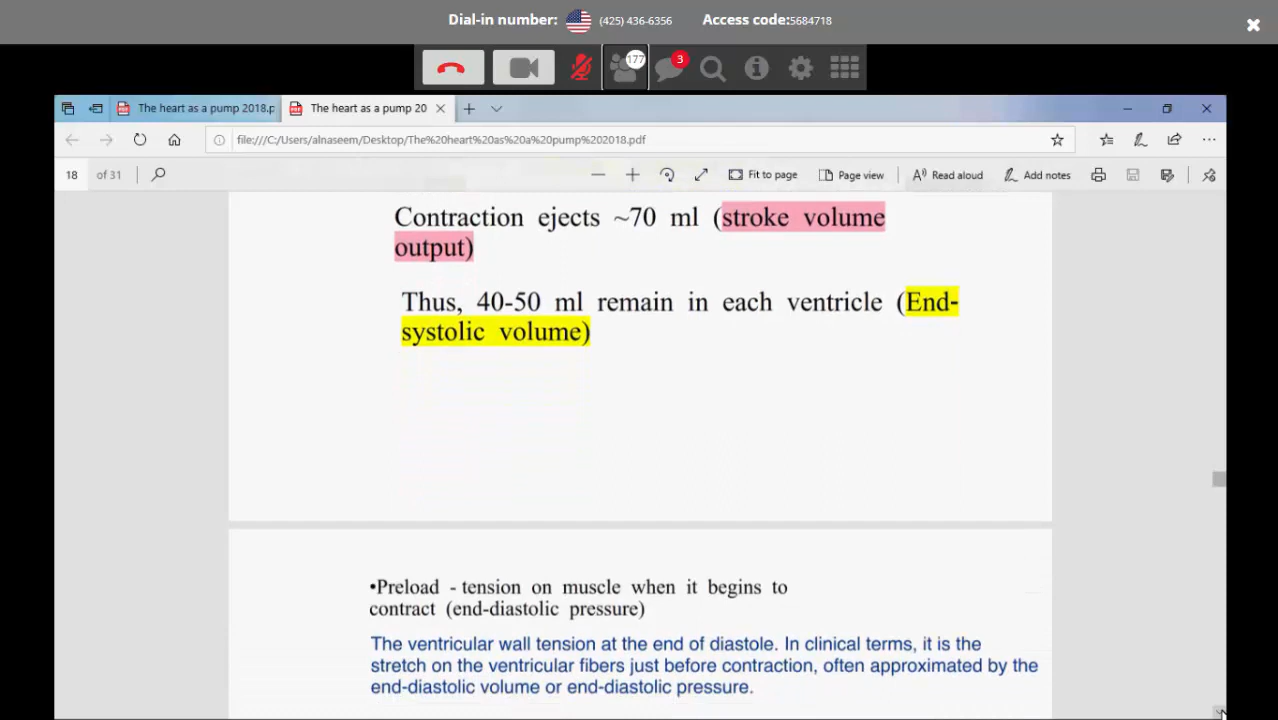 Dial-in number: (425) 436-6356 Access code:5684718
177
3
The heart as a pump 2018.p
The heart as a pump 20
file:///C:/Users/alnaseem/Desktop/The%20heart%20as%20a%20pump%202018.pdf
18 of 31
Fit to page
Page view
Read aloud
Add notes
Contraction ejects ~70 ml (stroke volume
output)
Thus, 40-50 ml remain in each ventricle (End-
systolic volume)
•Preload - tension on muscle when it begins to
contract (end-diastolic pressure)
The ventricular wall tension at the end of diastole. In clinical terms, it is the
stretch on the ventricular fibers just before contraction, often approximated by the
end-diastolic volume or end-diastolic pressure.